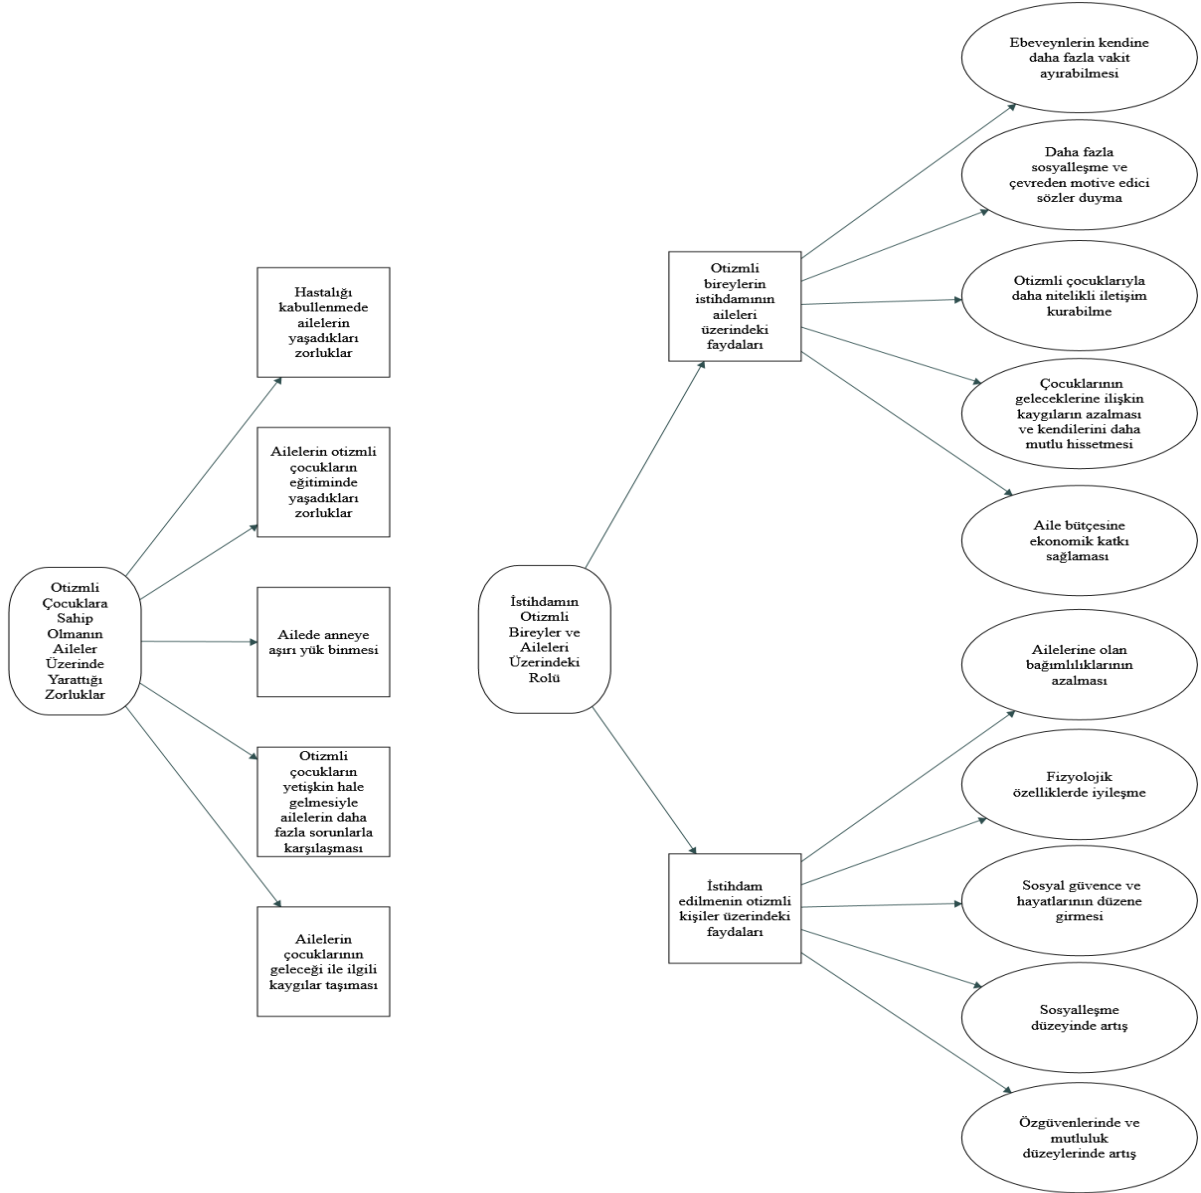 Otizmli
Çocuklara
Sahip
Olmanın
Aileler
Üzerinde
Yarattığı
Zorluklar
Hastalığı
kabullenmede
ailelerin
yaşadıkları
zorluklar
Ailelerin otizmli
çocukların
eğitiminde
yaşadıkları
zorluklar
Ailede anneye
aşırı yük binmesi
Otizmli
çocukların
yetişkin hale
gelmesiyle
ailelerin daha
fazla sorunlarla
karşılaşması
Ailelerin
çocuklarının
geleceği ile ilgili
kaygılar taşıması
İstihdamın
Otizmli
Bireyler ve
Aileleri
Üzerindeki
Rolü
Otizmli
bireylerin
istihdamının
aileleri
üzerindeki
faydaları
Ebeveynlerin kendine
daha fazla vakit
ayırabilmesi
Daha fazla
sosyalleşme ve
çevreden motive edici
sözler duyma
Otizmli çocuklarıyla
daha nitelikli iletişim
kurabilme
Çocuklarının
geleceklerine ilişkin
kaygıların azalması
ve kendilerini daha
mutlu hissetmesi
Aile bütçesine
ekonomik katkı
sağlaması
İstihdam
edilmenin otizmli
kişiler üzerindeki
faydaları
Ailelerine olan
bağımlılıklarının
azalması
Fizyolojik
özelliklerde iyileşme
Sosyal güvence ve
hayatlarının düzene
girmesi
Sosyalleşme
düzeyinde artış
Özgüvenlerinde ve
mutluluk
düzeylerinde artış